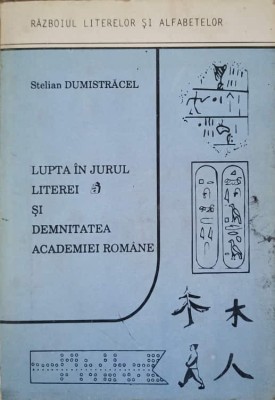 RĂZBOIUL LITERELOR ȘI ALFABETELOR
Stelian DUMISTRĂCEL
LUPTA ÎN JURUL
LITEREI
ȘI
DEMNITATEA
ACADEMIEI ROMÂNE
木
人